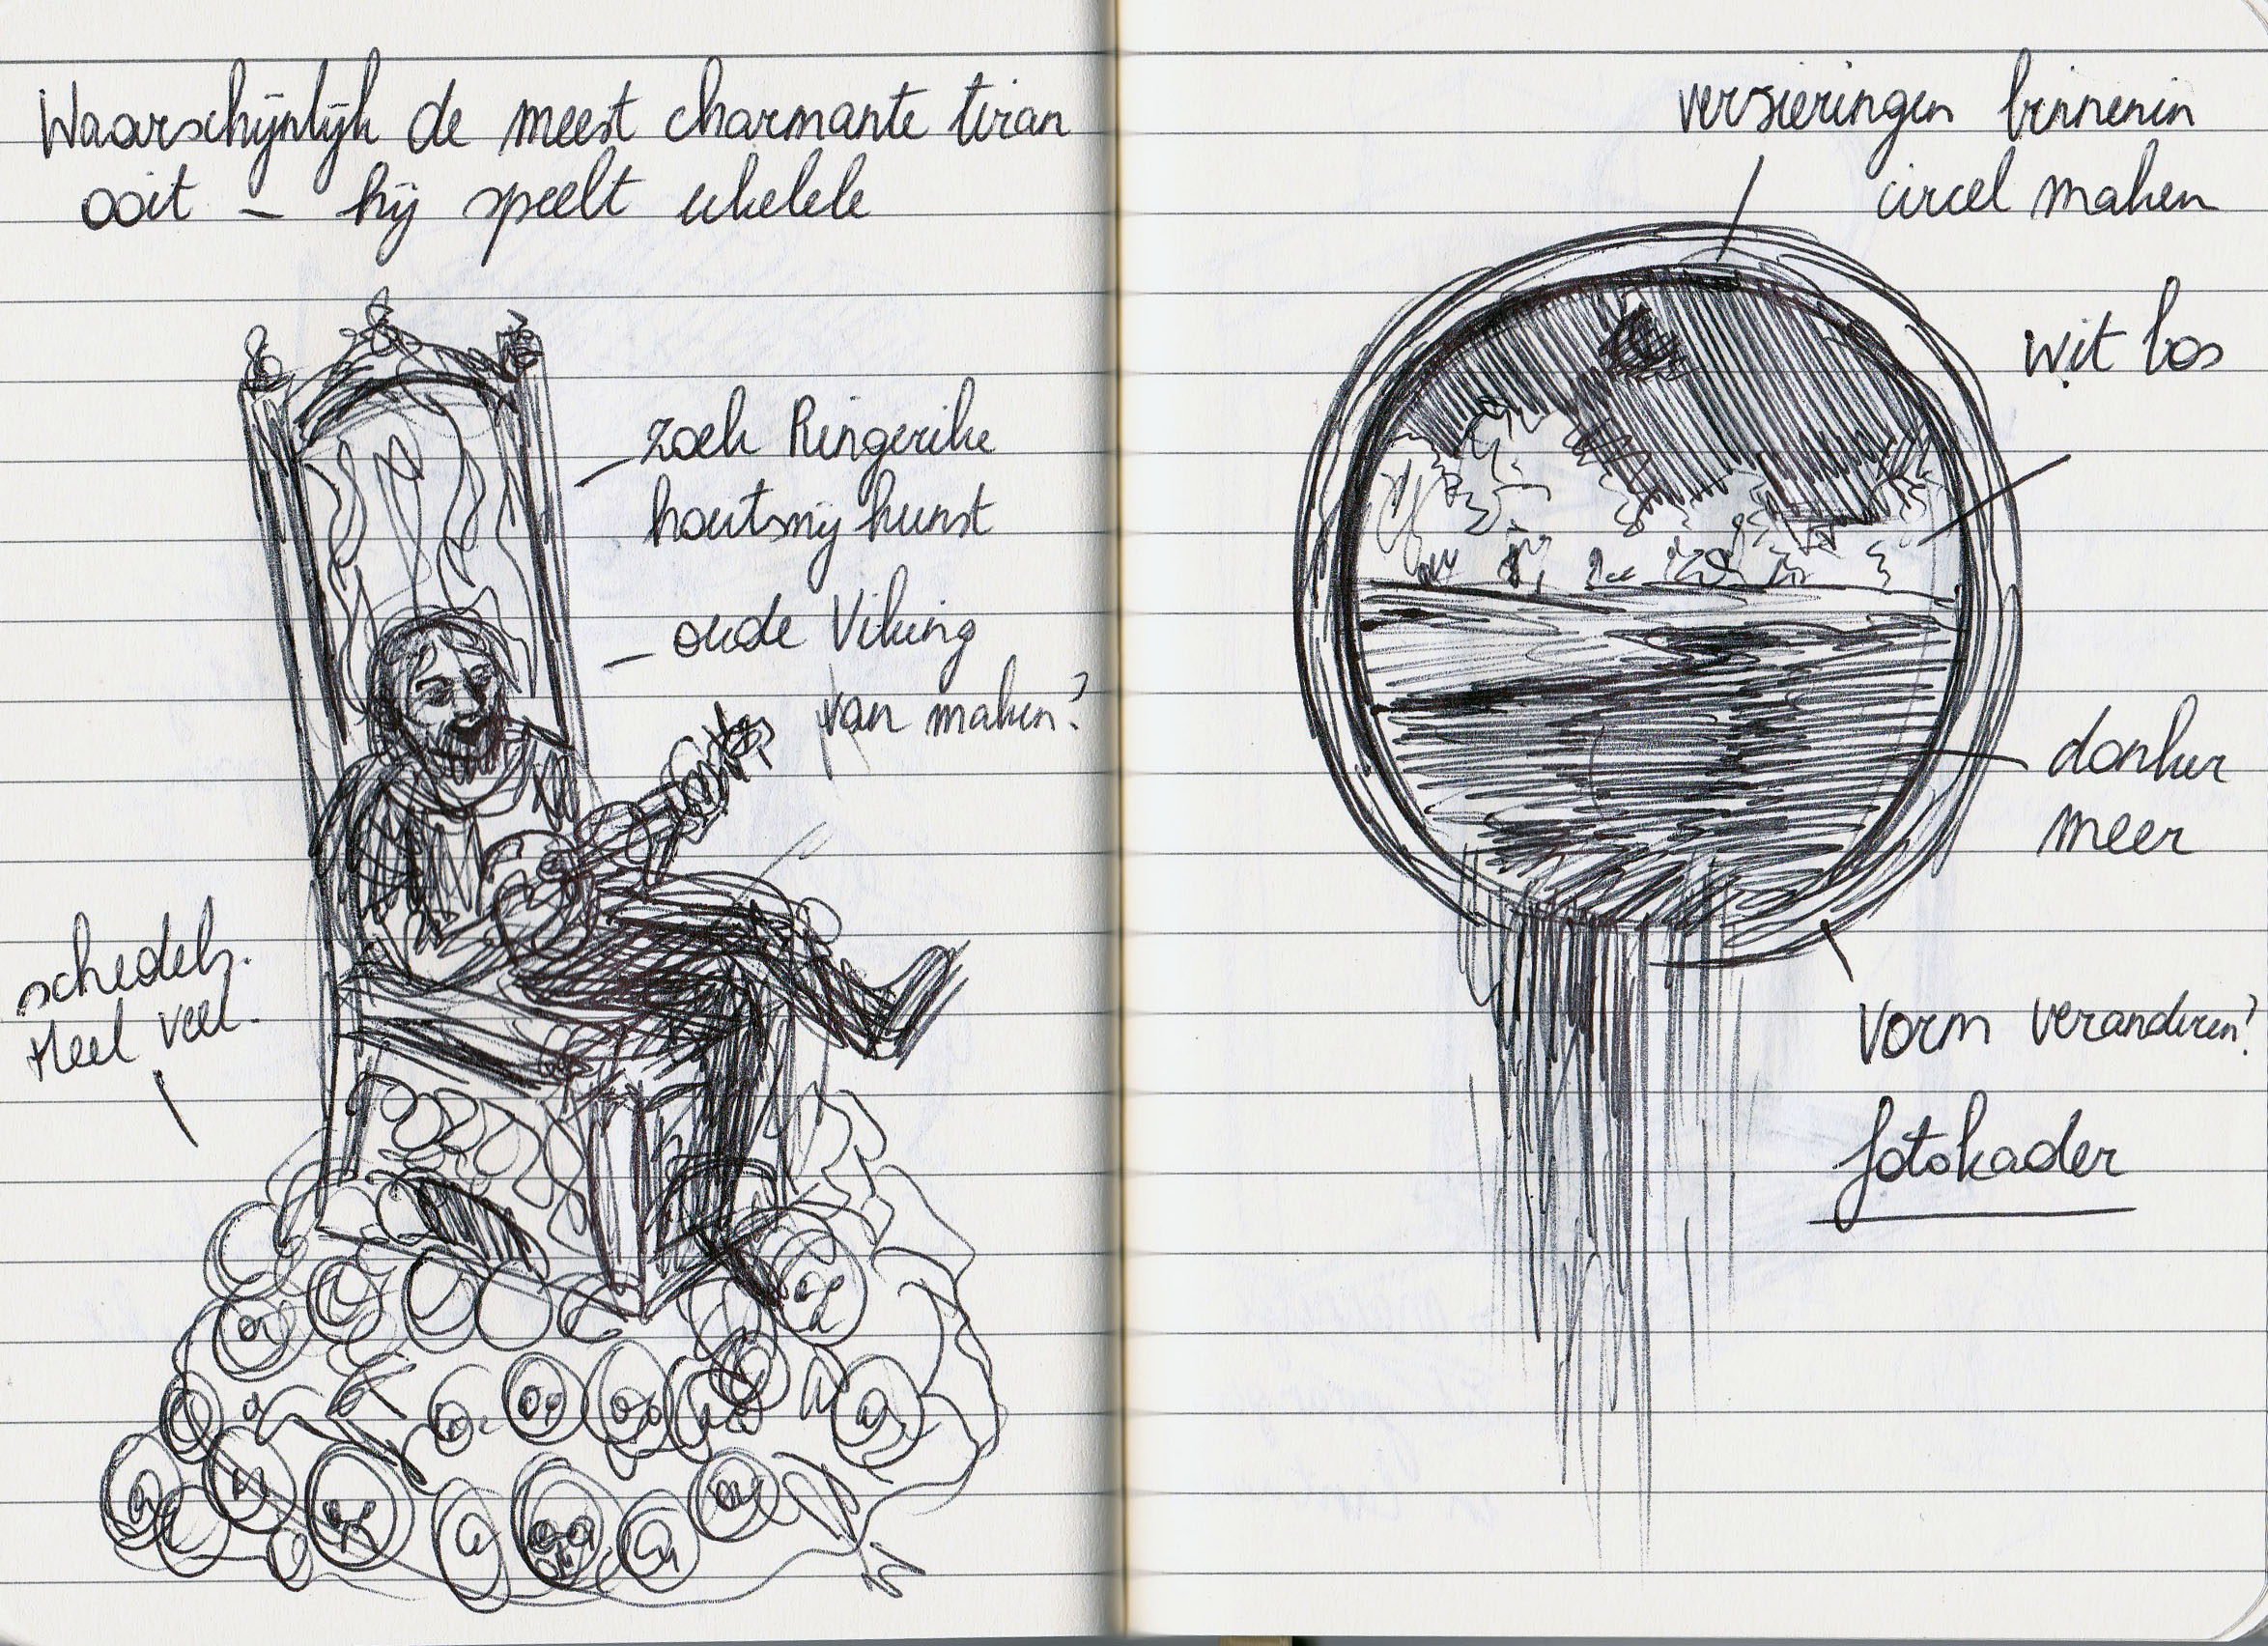 Waarschijnlijk de meest charmante tiran
ooit – hij speelt ukelele
zoek Ringerike
houtsnijkunst
oude Viking
van maken?
schedels.
Heel veel.
versieringen binnenin
circel maken
wit bos
donker
meer
vorm veranderen?
fotokader